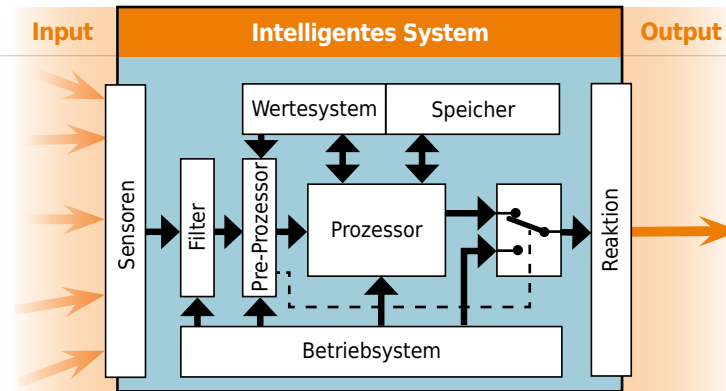 Input
Intelligentes System
Output
Wertesystem
Speicher
Sensoren
Filter
Pre-Prozessor
Prozessor
Reaktion
Betriebsystem